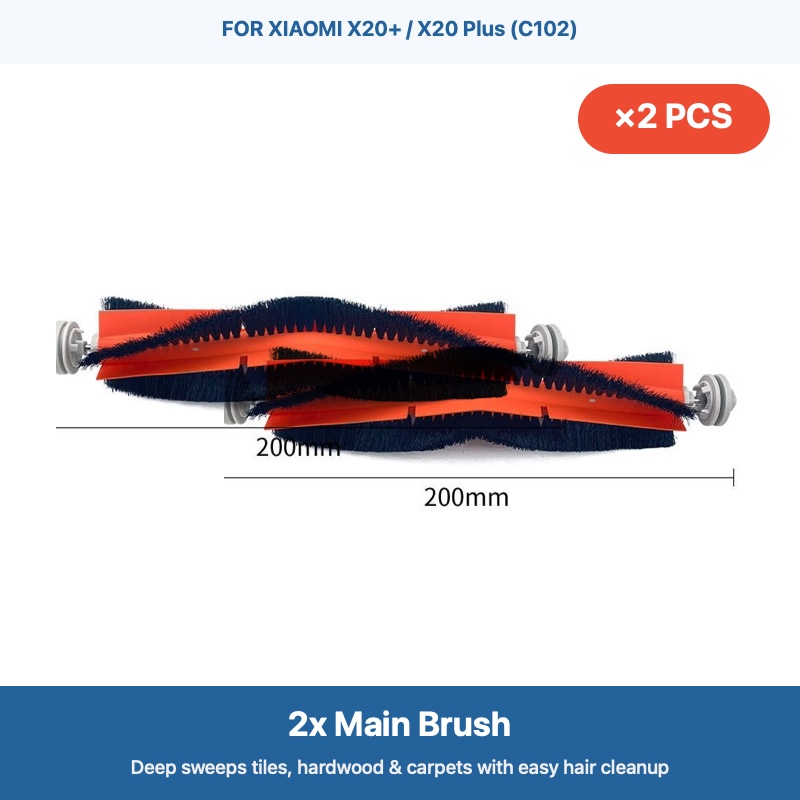 FOR XIAOMI X20+ / X20 Plus (C102)
×2 PCS
200mm
200mm
2x Main Brush
Deep sweeps tiles, hardwood & carpets with easy hair cleanup